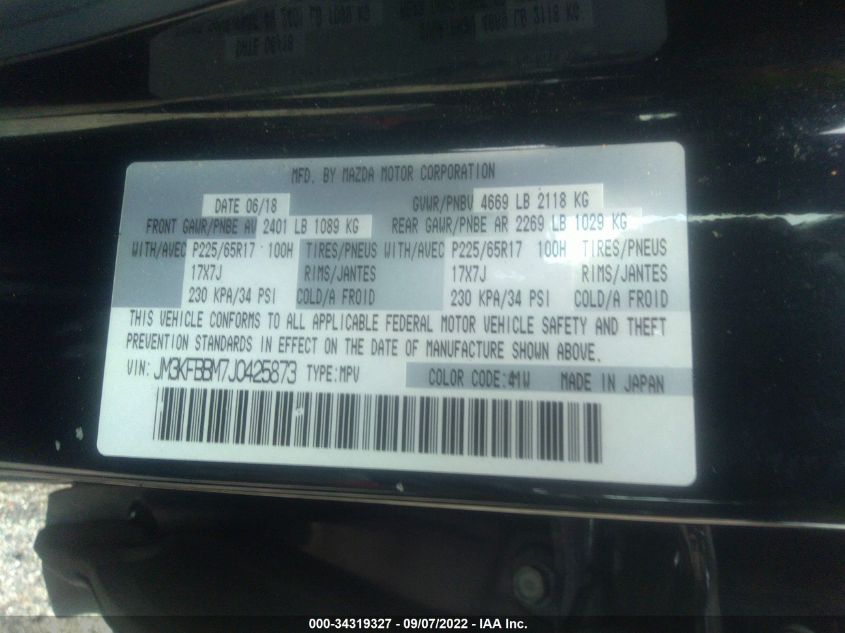 MFD. BY MAZDA MOTOR CORPORATION
DATE 06/18 GVWR/PNBV 4669 LB 2118 KG
FRONT GAWR/PNBE AV 2401 LB 1089 KG REAR GAWR/PNBE AR 2269 LB 1029 KG
WITH/AVEC P225/65R17 100H TIRES/PNEUS WITH/AVEC P225/65R17 100H TIRES/PNEUS
17X7J RIMS/JANTES 17X7J RIMS/JANTES
230 KPA/34 PSI COLD/A FROID 230 KPA/34 PSI COLD/A FROID
THIS VEHICLE CONFORMS TO ALL APPLICABLE FEDERAL MOTOR VEHICLE SAFETY AND THEFT
PREVENTION STANDARDS IN EFFECT ON THE DATE OF MANUFACTURE SHOWN ABOVE.
VIN: JM3KFBBM7J0425873 TYPE:MPV COLOR CODE:41W MADE IN JAPAN
000-34319327 - 09/07/2022 - IAA Inc.